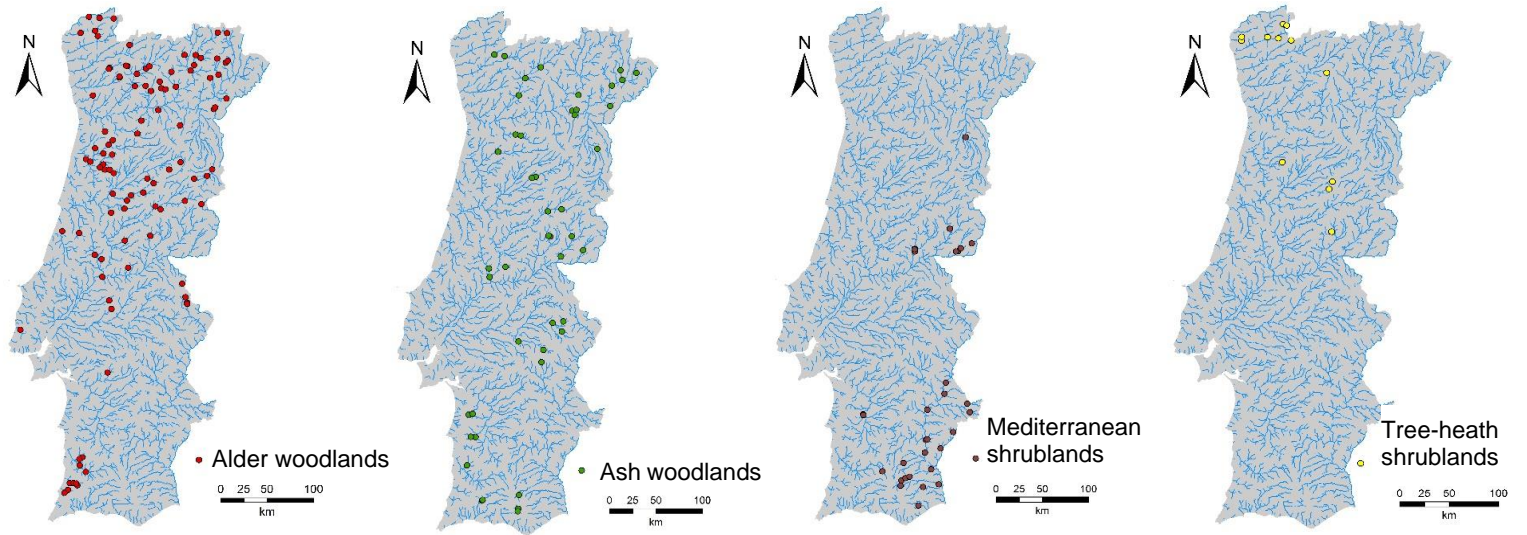 N
Alder woodlands
0 25 50 100
km
N
Ash woodlands
0 25 50 100
km
N
Mediterranean
shrublands
0 25 50 100
km
N
Tree-heath
shrublands
0 25 50 100
km